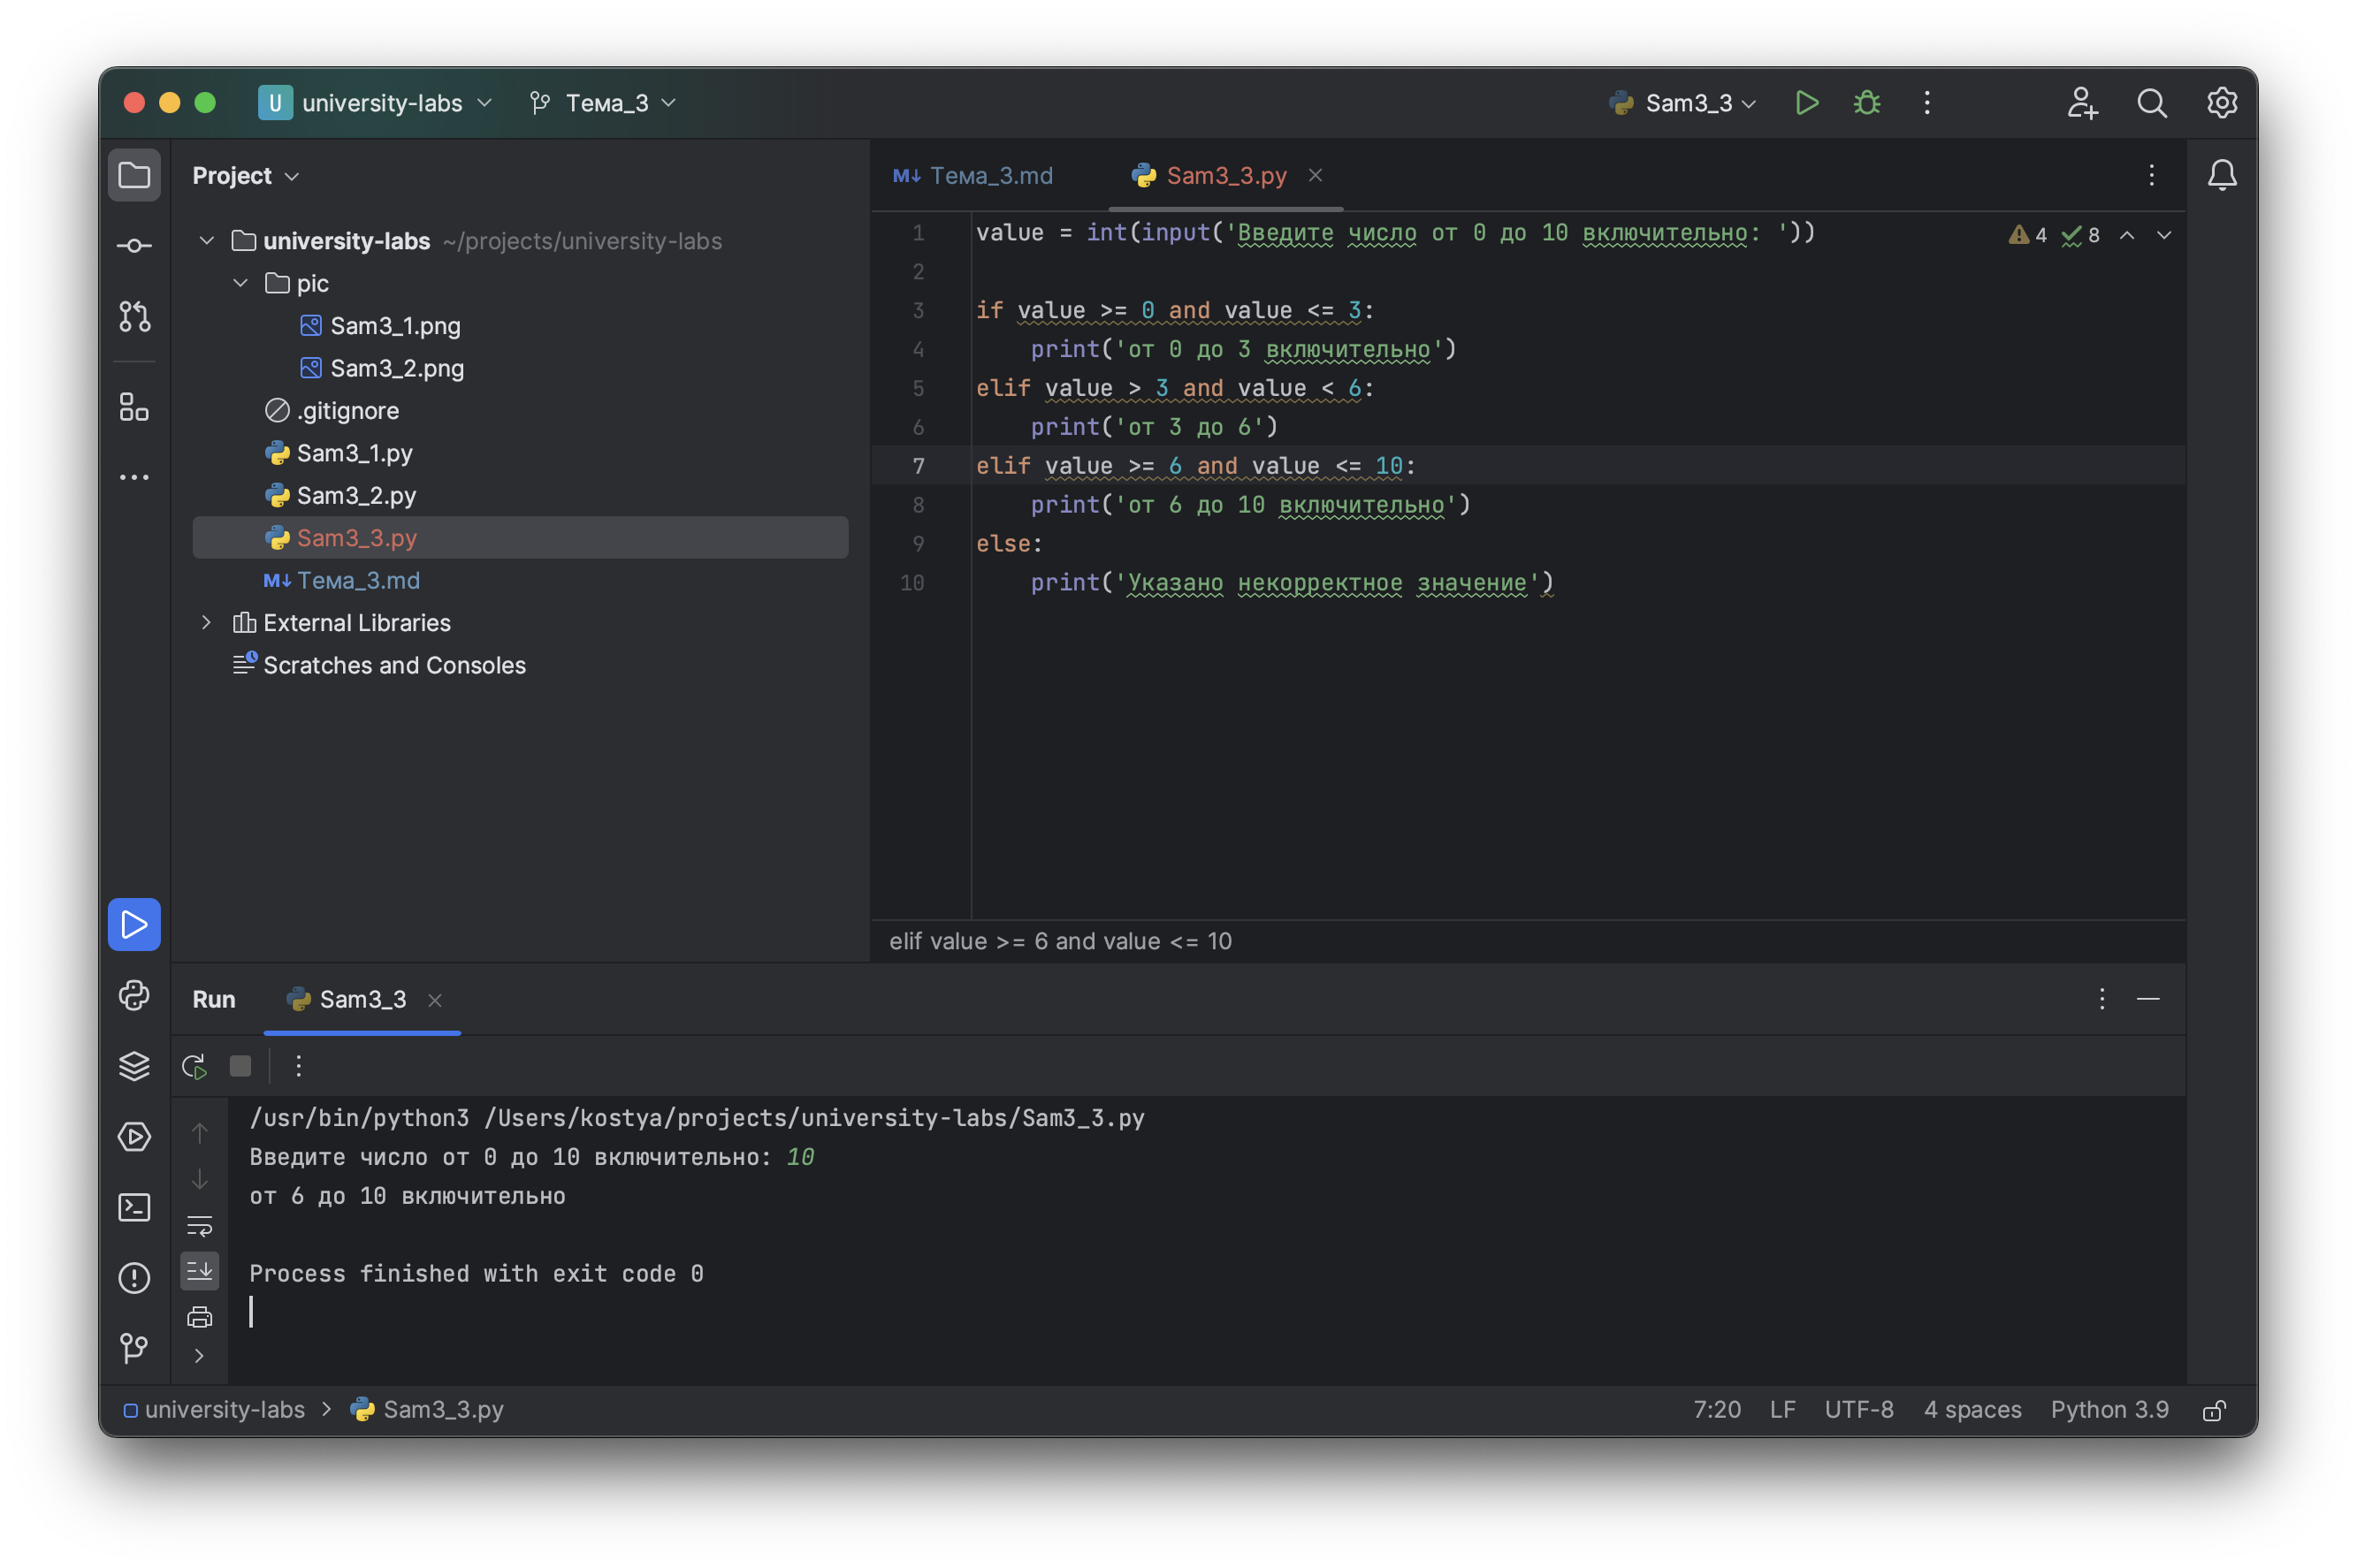 U university-labs Тема_3 Sam3_3
Project
university-labs ~/projects/university-labs
pic
Sam3_1.png
Sam3_2.png
.gitignore
Sam3_1.py
Sam3_2.py
Sam3_3.py
M↓ Тема_3.md
External Libraries
Scratches and Consoles
M↓ Тема_3.md Sam3_3.py
4 8
1 value = int(input('Введите число от 0 до 10 включительно: '))
2
3 if value >= 0 and value <= 3:
4     print('от 0 до 3 включительно')
5 elif value > 3 and value < 6:
6     print('от 3 до 6')
7 elif value >= 6 and value <= 10:
8     print('от 6 до 10 включительно')
9 else:
10     print('Указано некорректное значение')
elif value >= 6 and value <= 10
Run Sam3_3
/usr/bin/python3 /Users/kostya/projects/university-labs/Sam3_3.py
Введите число от 0 до 10 включительно: 10
от 6 до 10 включительно
Process finished with exit code 0
university-labs > Sam3_3.py 7:20 LF UTF-8 4 spaces Python 3.9